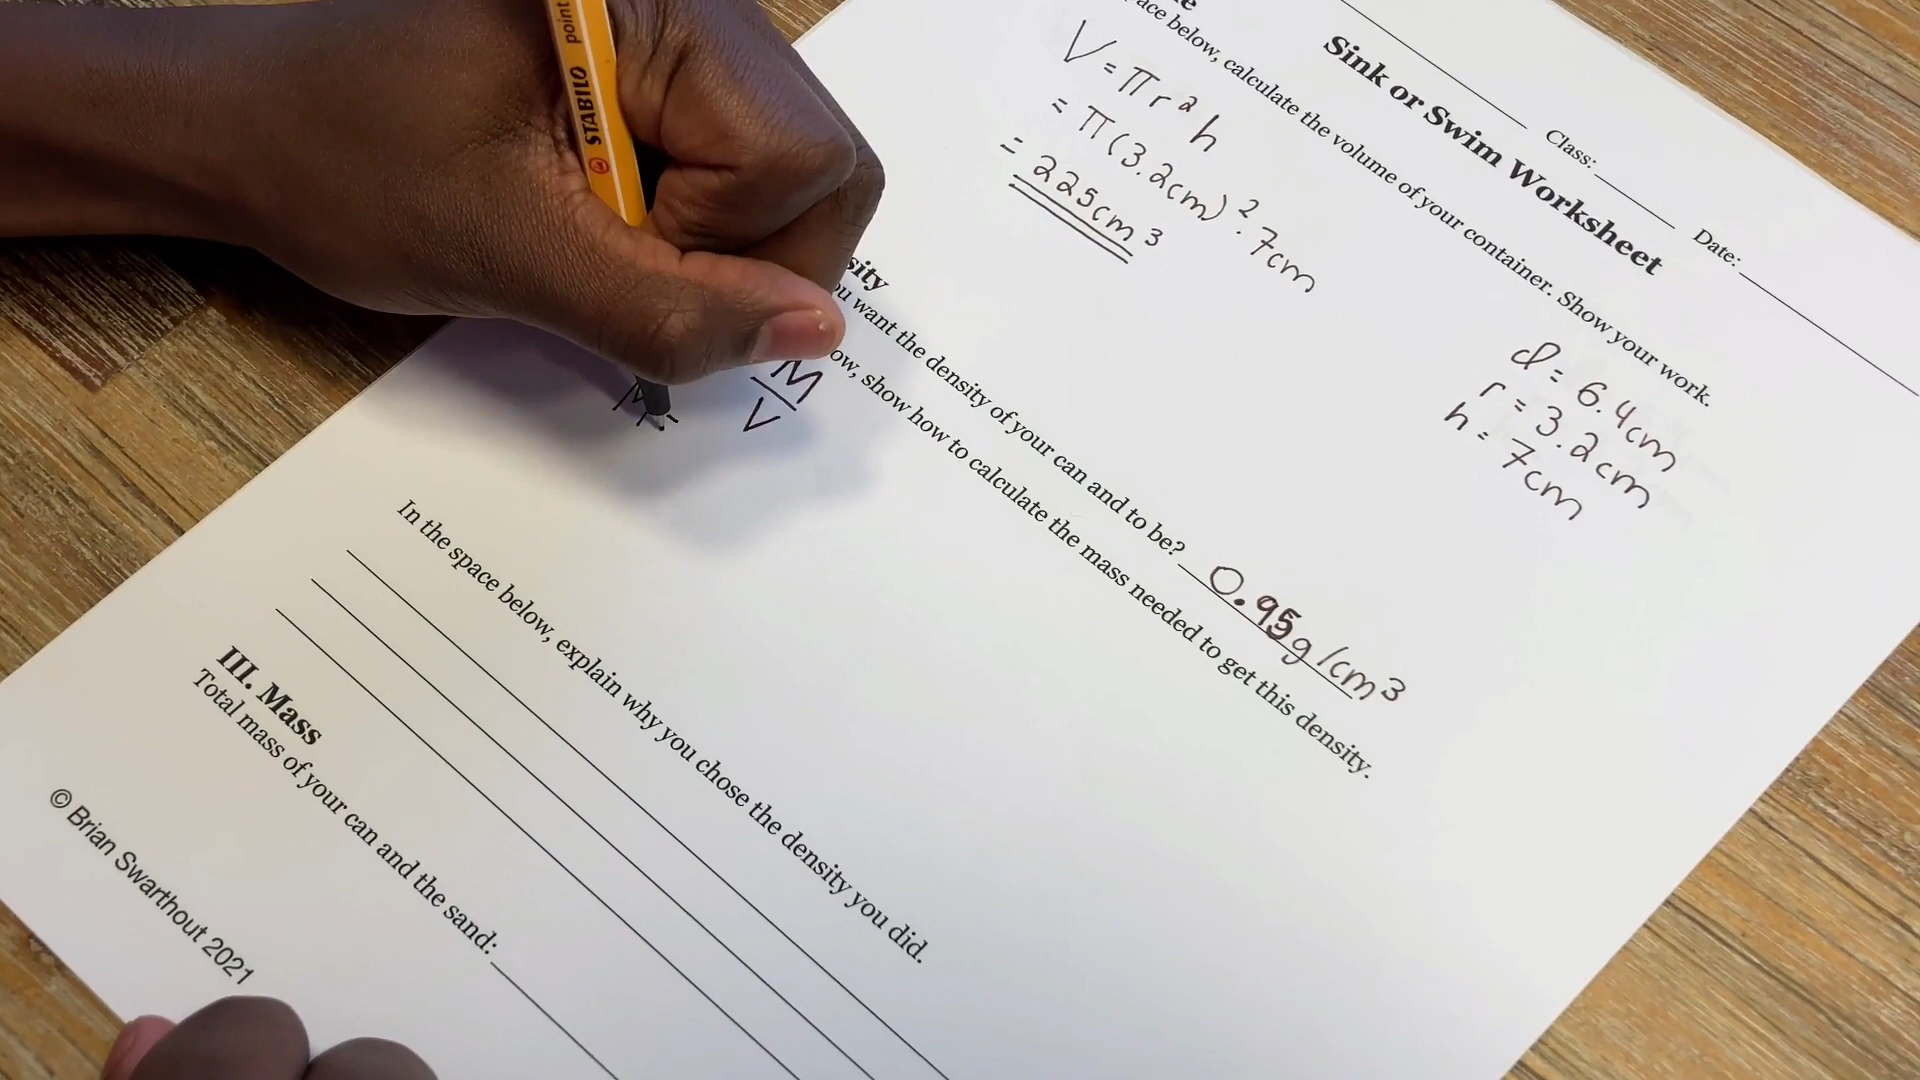 Class: Date:
Sink or Swim Worksheet
below, calculate the volume of your container. Show your work.
V = πr²h
= π(3.2cm)².7cm
= 225cm³
d = 6.4cm
r = 3.2cm
h = 7cm
want the density of your can and to be? 0.95g/cm³
show how to calculate the mass needed to get this density.
M
V
M
In the space below, explain why you chose the density you did.
III. Mass
Total mass of your can and the sand:
© Brian Swarthout 2021
STABILO point